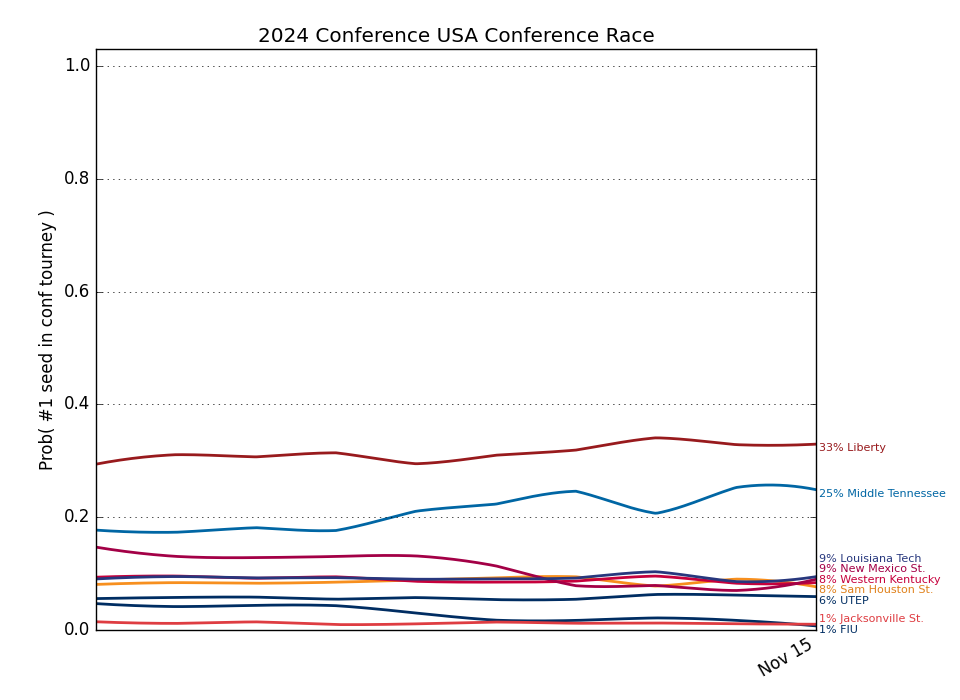 2024 Conference USA Conference Race
1.0
0.8
0.6
0.4
0.2
0.0
Prob( #1 seed in conf tourney )
33% Liberty
25% Middle Tennessee
9% Louisiana Tech
9% New Mexico St.
8% Western Kentucky
8% Sam Houston St.
6% UTEP
1% Jacksonville St.
1% FIU
Nov 15